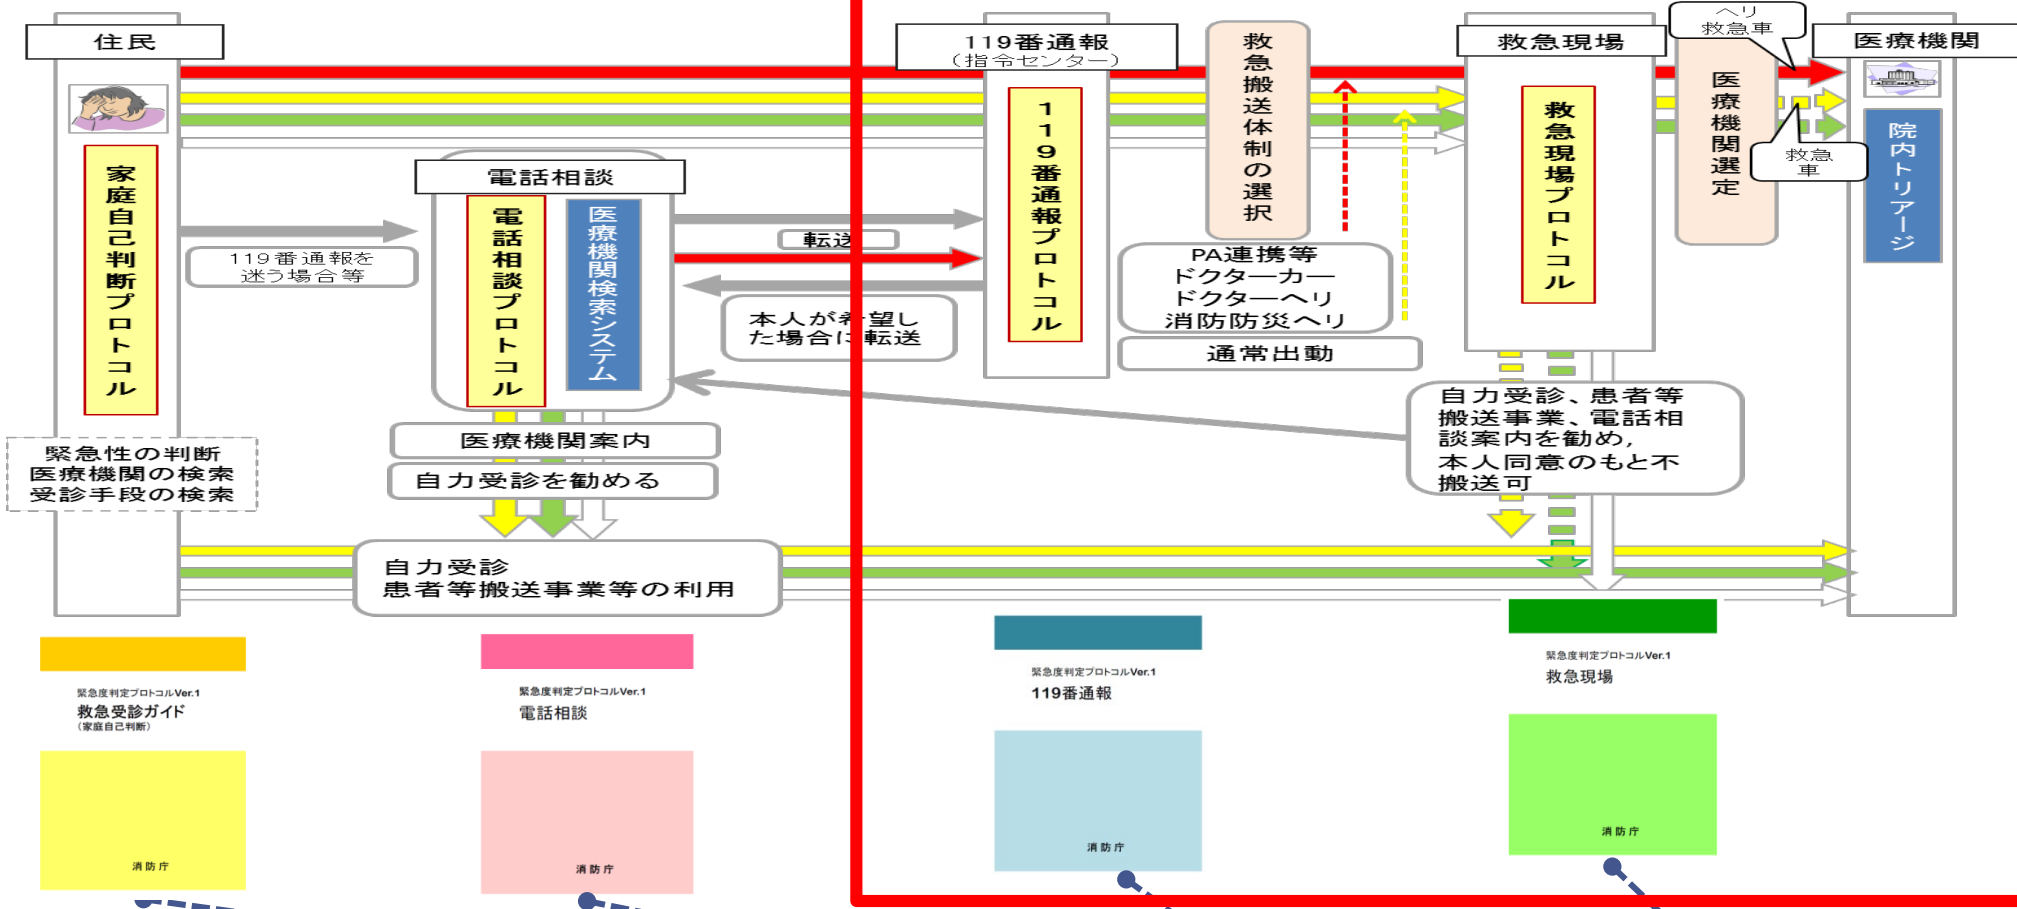 住民
家庭自己判断プロトコル
緊急性の判断
医療機関の検索
受診手段の検索
119番通報を
迷う場合等
電話相談
電話相談プロトコル
医療機関検索システム
転送
本人が希望し
た場合に転送
医療機関案内
自力受診を勧める
自力受診
患者等搬送事業等の利用
119番通報
（指令センター）
119番通報プロトコル
救急搬送体制の選択
PA連携等
ドクターカー
ドクターヘリ
消防防災ヘリ
通常出動
救急現場
救急現場プロトコル
自力受診、患者等
搬送事業、電話相
談案内を勧め,
本人同意のもと不
搬送可
医療機関選定
ヘリ
救急車
救急
車
医療機関
院内トリアージ
緊急度判定プロトコルVer.1
救急受診ガイド
（家庭自己判断）
消防庁
緊急度判定プロトコルVer.1
電話相談
消防庁
緊急度判定プロトコルVer.1
119番通報
消防庁
緊急度判定プロトコルVer.1
救急現場
消防庁